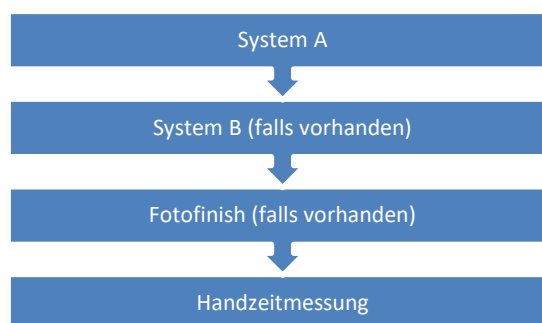 System A
System B (falls vorhanden)
Fotofinish (falls vorhanden)
Handzeitmessung